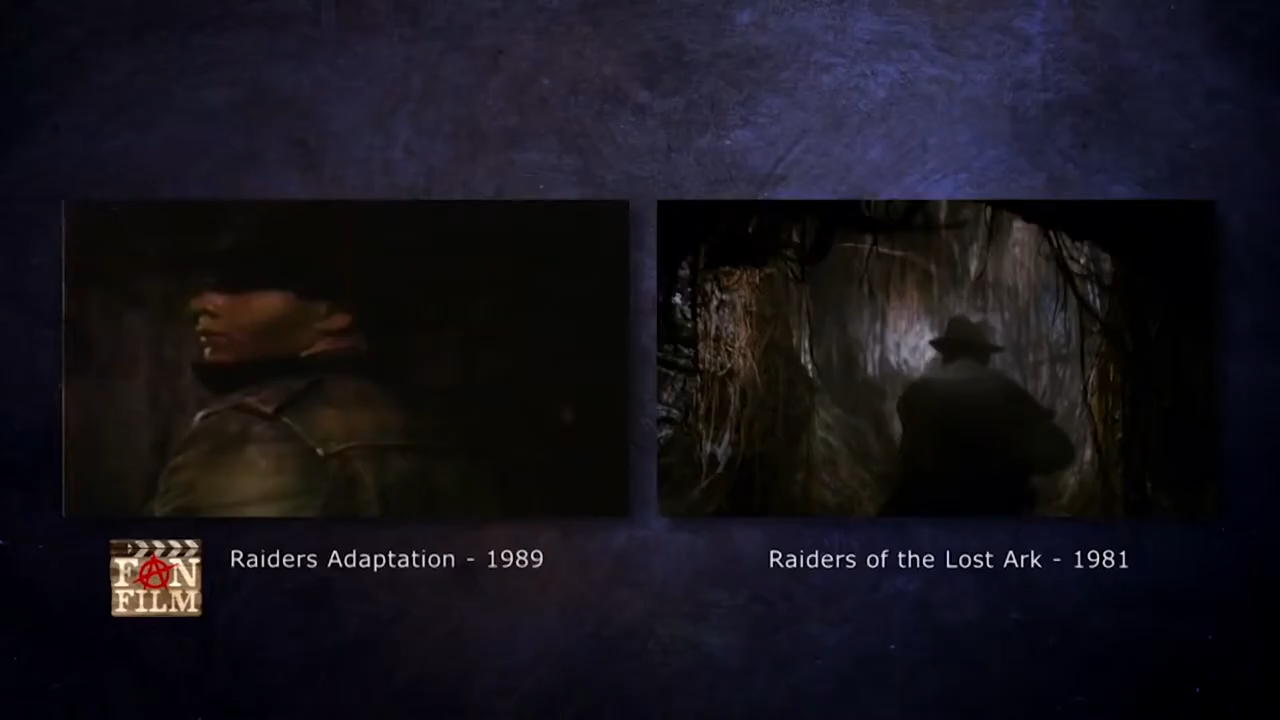 Raiders Adaptation - 1989
Raiders of the Lost Ark - 1981
FAN
FILM